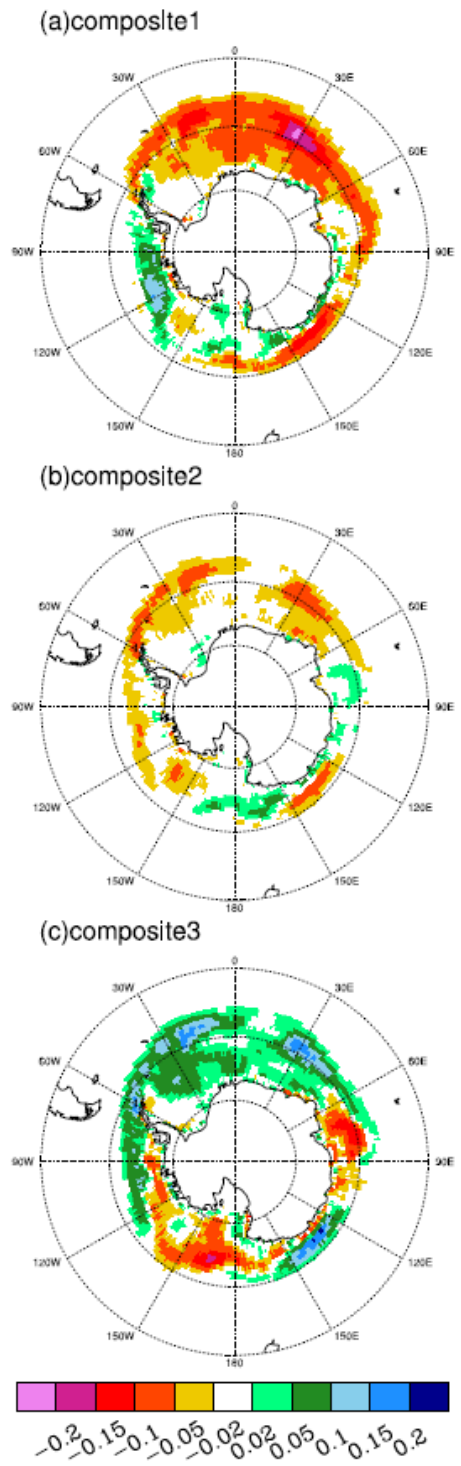 (a)composite1
0
30W 30E
60W 60E
90W 90E
120W 120E
150W 150E
180
(b)composite2
0
30W 30E
60W 60E
90W 90E
120W 120E
150W 150E
180
(c)composite3
0
30W 30E
60W 60E
90W 90E
120W 120E
150W 150E
180
−0.2 −0.15 −0.1 −0.05 −0.02 0.02 0.05 0.1 0.15 0.2